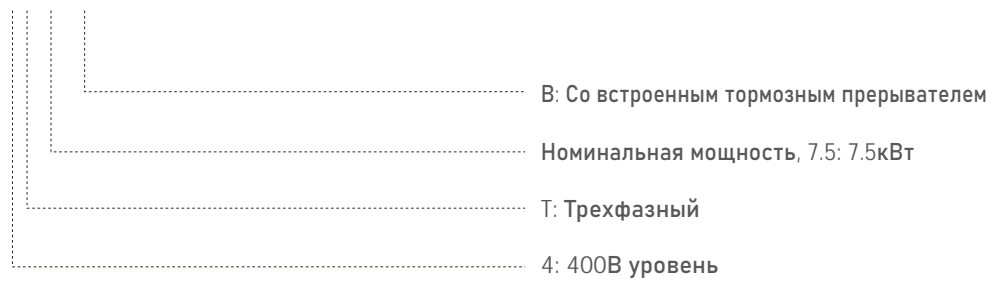 B: Со встроенным тормозным прерывателем
Номинальная мощность, 7.5: 7.5кВт
T: Трехфазный
4: 400В уровень